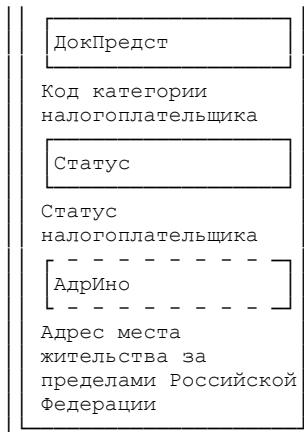 ДокПредст
Код категории
налогоплательщика
Статус
Статус
налогоплательщика
АдрИно
Адрес места
жительства за
пределами Российской
Федерации